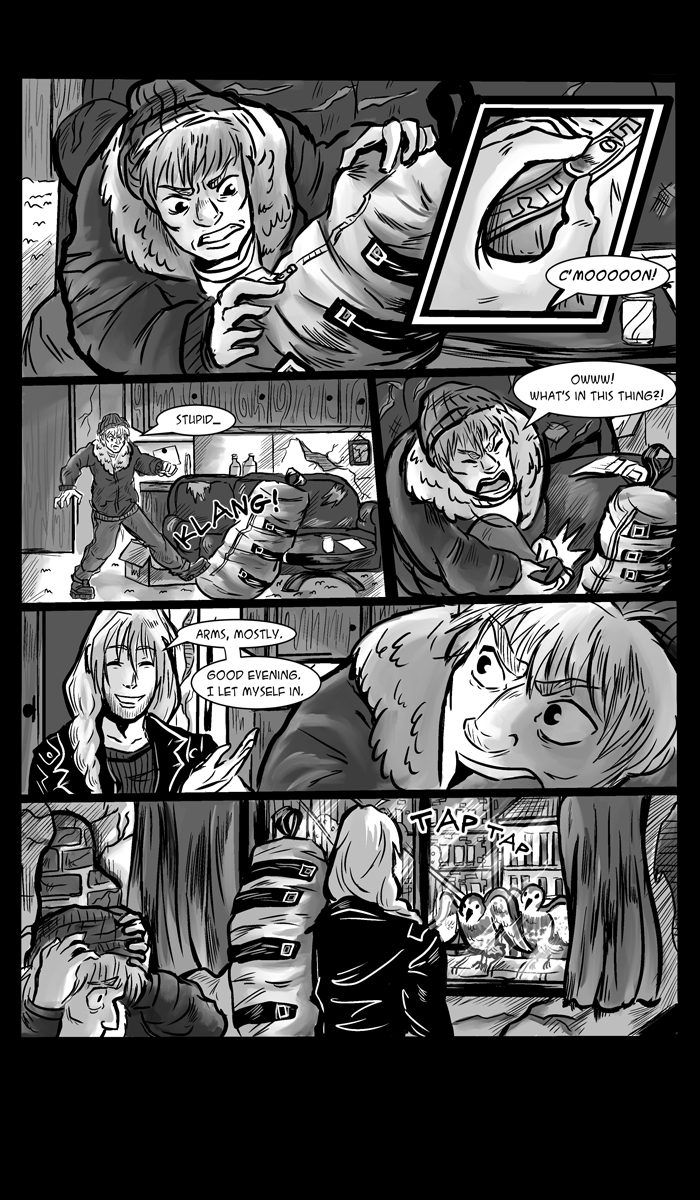 C'MOOOOON!
STUPID_
KLANG!
OWWW!
WHAT'S IN THIS THING?!
ARMS, MOSTLY.
GOOD EVENING.
I LET MYSELF IN.
TAP TAP